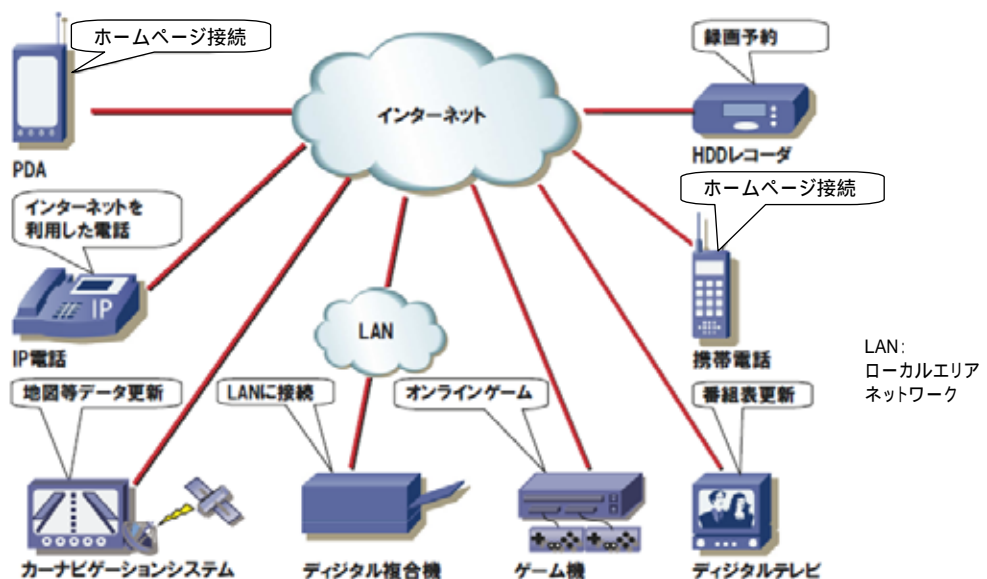 ホームページ接続
録画予約
インターネット
PDA
HDDレコーダ
インターネットを
利用した電話
ホームページ接続
IP
IP電話
LAN
携帯電話
LAN:
ローカルエリア
ネットワーク
地図等データ更新
LANに接続
オンラインゲーム
番組表更新
カーナビゲーションシステム
ディジタル複合機
ゲーム機
ディジタルテレビ